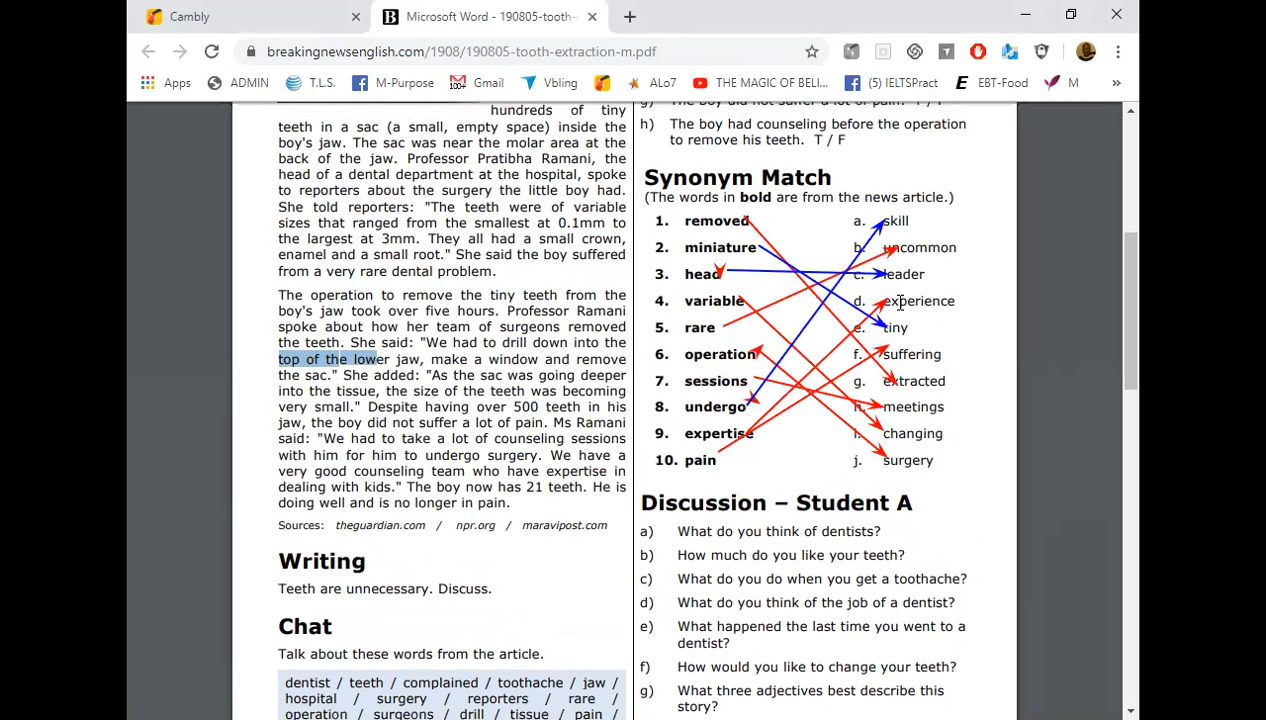 Cambly
Microsoft Word - 190805-tooth-
breakingnewsenglish.com/1908/190805-tooth-extraction-m.pdf
Apps ADMIN T.L.S. M-Purpose Gmail Vbling ALo7 THE MAGIC OF BELI... (5) IELTSPract EBT-Food M »
hundreds of tiny
teeth in a sac (a small, empty space) inside the
boy's jaw. The sac was near the molar area at the
back of the jaw. Professor Pratibha Ramani, the
head of a dental department at the hospital, spoke
to reporters about the surgery the little boy had.
She told reporters: "The teeth were of variable
sizes that ranged from the smallest at 0.1mm to
the largest at 3mm. They all had a small crown,
enamel and a small root." She said the boy suffered
from a very rare dental problem.
The operation to remove the tiny teeth from the
boy's jaw took over five hours. Professor Ramani
spoke about how her team of surgeons removed
the teeth. She said: "We had to drill down into the
top of the lower jaw, make a window and remove
the sac." She added: "As the sac was going deeper
into the tissue, the size of the teeth was becoming
very small." Despite having over 500 teeth in his
jaw, the boy did not suffer a lot of pain. Ms Ramani
said: "We had to take a lot of counseling sessions
with him for him to undergo surgery. We have a
very good counseling team who have expertise in
dealing with kids." The boy now has 21 teeth. He is
doing well and is no longer in pain.
Sources: theguardian.com / npr.org / maravipost.com
Writing
Teeth are unnecessary. Discuss.
Chat
Talk about these words from the article.
dentist / teeth / complained / toothache / jaw /
hospital / surgery / reporters / rare /
operation / surgeons / drill / tissue / pain /
g) The boy did not suffer a lot of pain. T / F
h) The boy had counseling before the operation
to remove his teeth. T / F
Synonym Match
(The words in bold are from the news article.)
1. removed a. skill
2. miniature b. uncommon
3. head c. leader
4. variable d. experience
5. rare e. tiny
6. operation f. suffering
7. sessions g. extracted
8. undergo h. meetings
9. expertise i. changing
10. pain j. surgery
Discussion – Student A
a) What do you think of dentists?
b) How much do you like your teeth?
c) What do you do when you get a toothache?
d) What do you think of the job of a dentist?
e) What happened the last time you went to a
dentist?
f) How would you like to change your teeth?
g) What three adjectives best describe this
story?